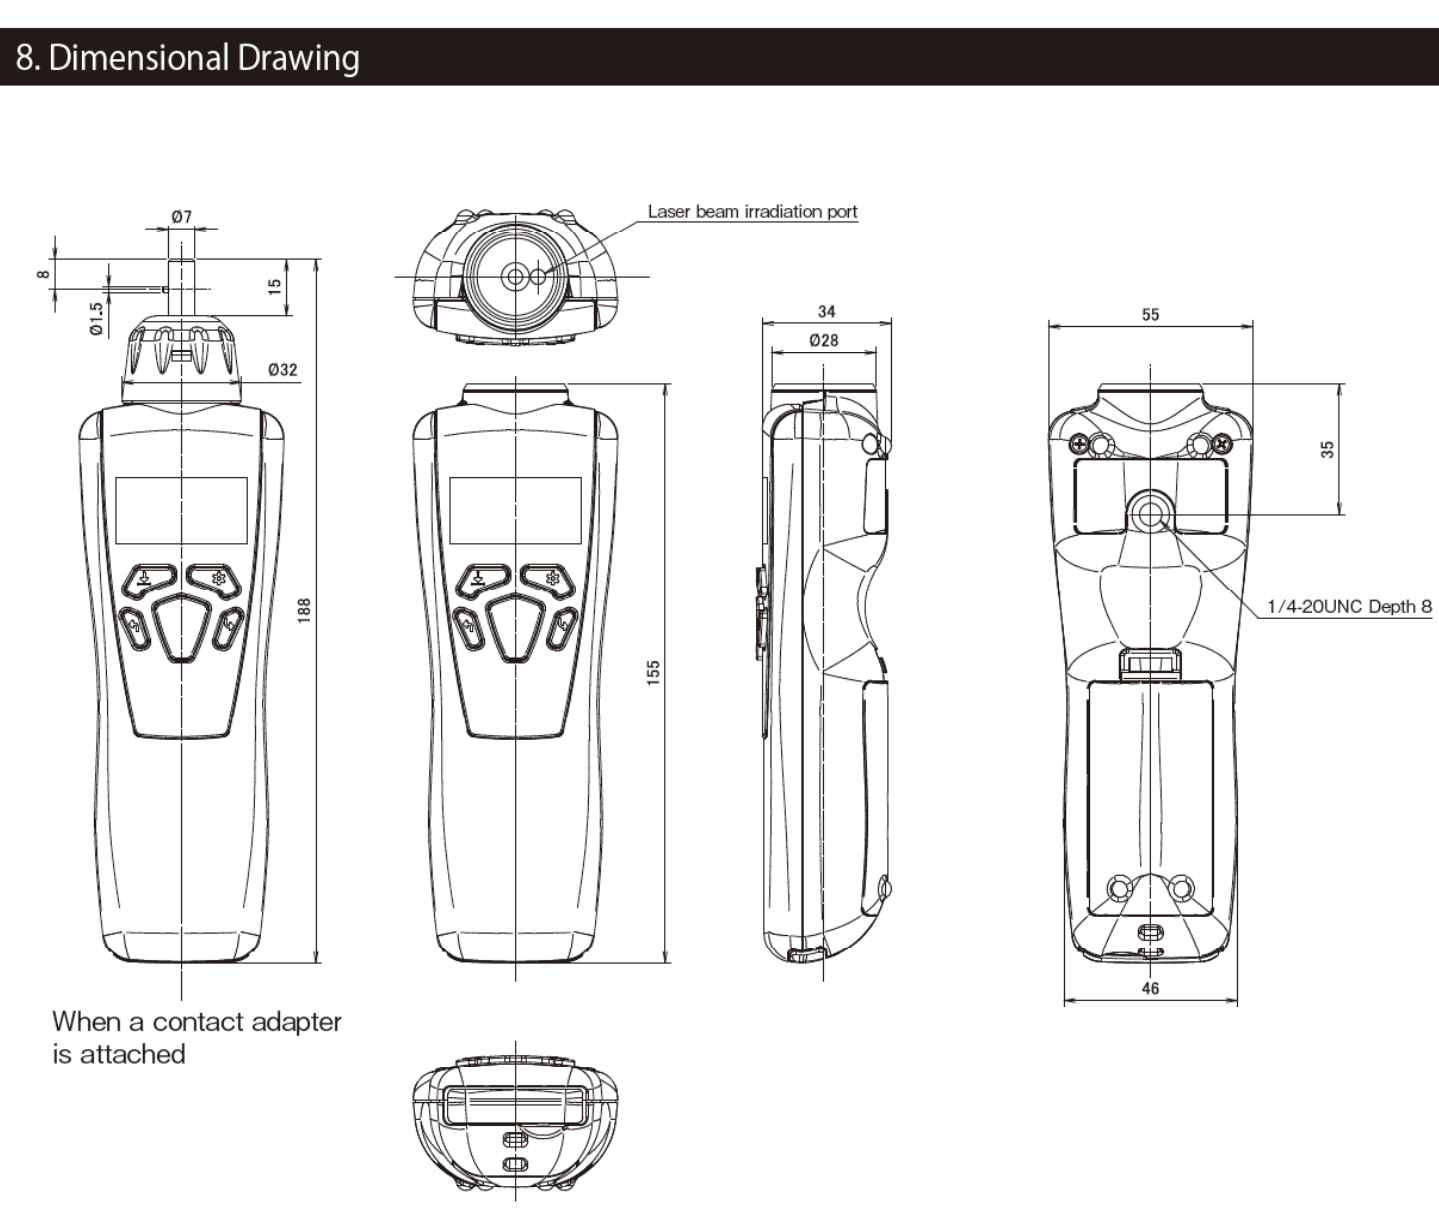 8. Dimensional Drawing
Laser beam irradiation port
Ø7
8
Ø1.5
15
Ø32
188
155
34
Ø28
55
35
1/4-20UNC Depth 8
46
When a contact adapter
is attached